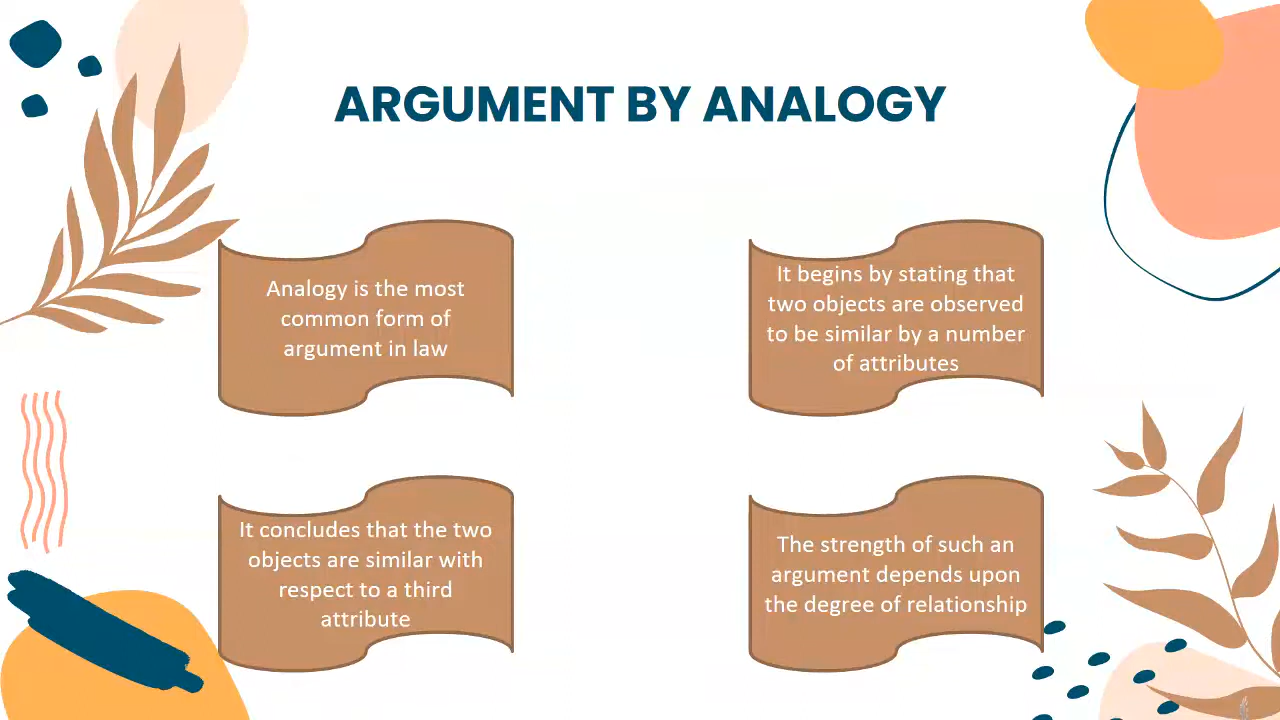 ARGUMENT BY ANALOGY
Analogy is the most
common form of
argument in law
It begins by stating that
two objects are observed
to be similar by a number
of attributes
It concludes that the two
objects are similar with
respect to a third
attribute
The strength of such an
argument depends upon
the degree of relationship